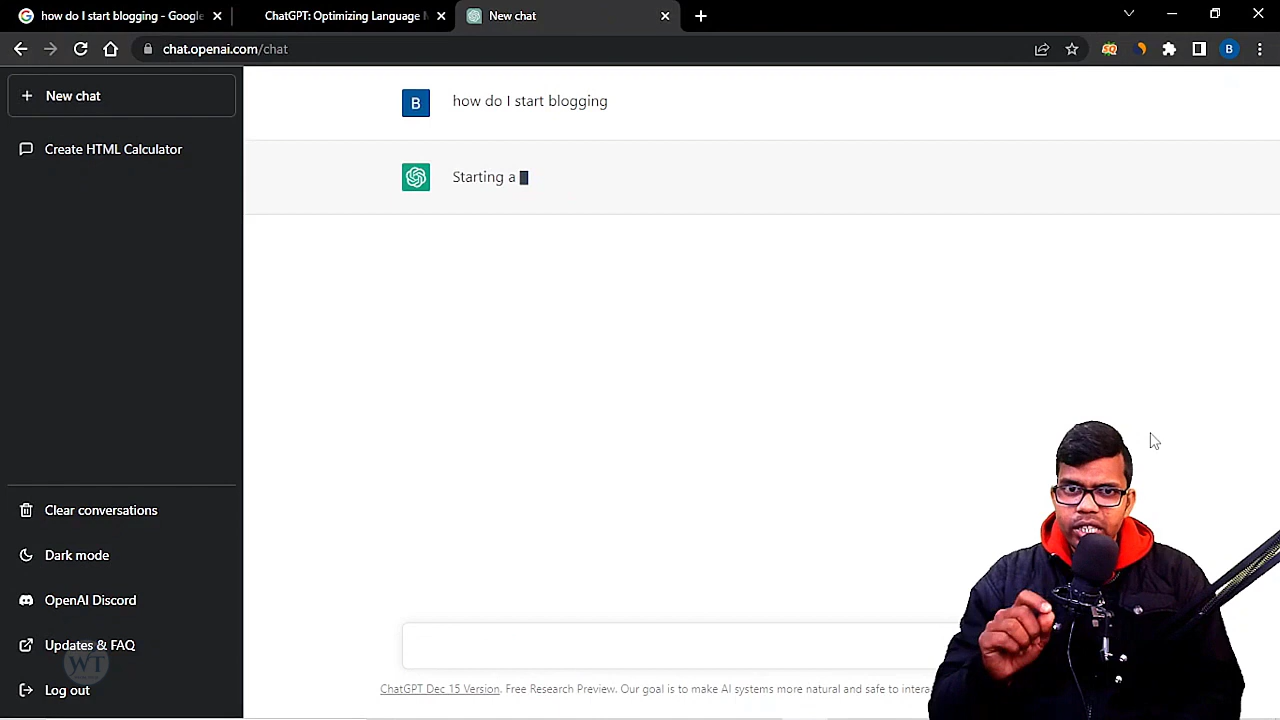 how do I start blogging - Google
ChatGPT: Optimizing Language
New chat
chat.openai.com/chat
SQ
B
New chat
Create HTML Calculator
B
how do I start blogging
Starting a
Clear conversations
Dark mode
OpenAI Discord
Updates & FAQ
WT
Log out
ChatGPT Dec 15 Version. Free Research Preview. Our goal is to make AI systems more natural and safe to